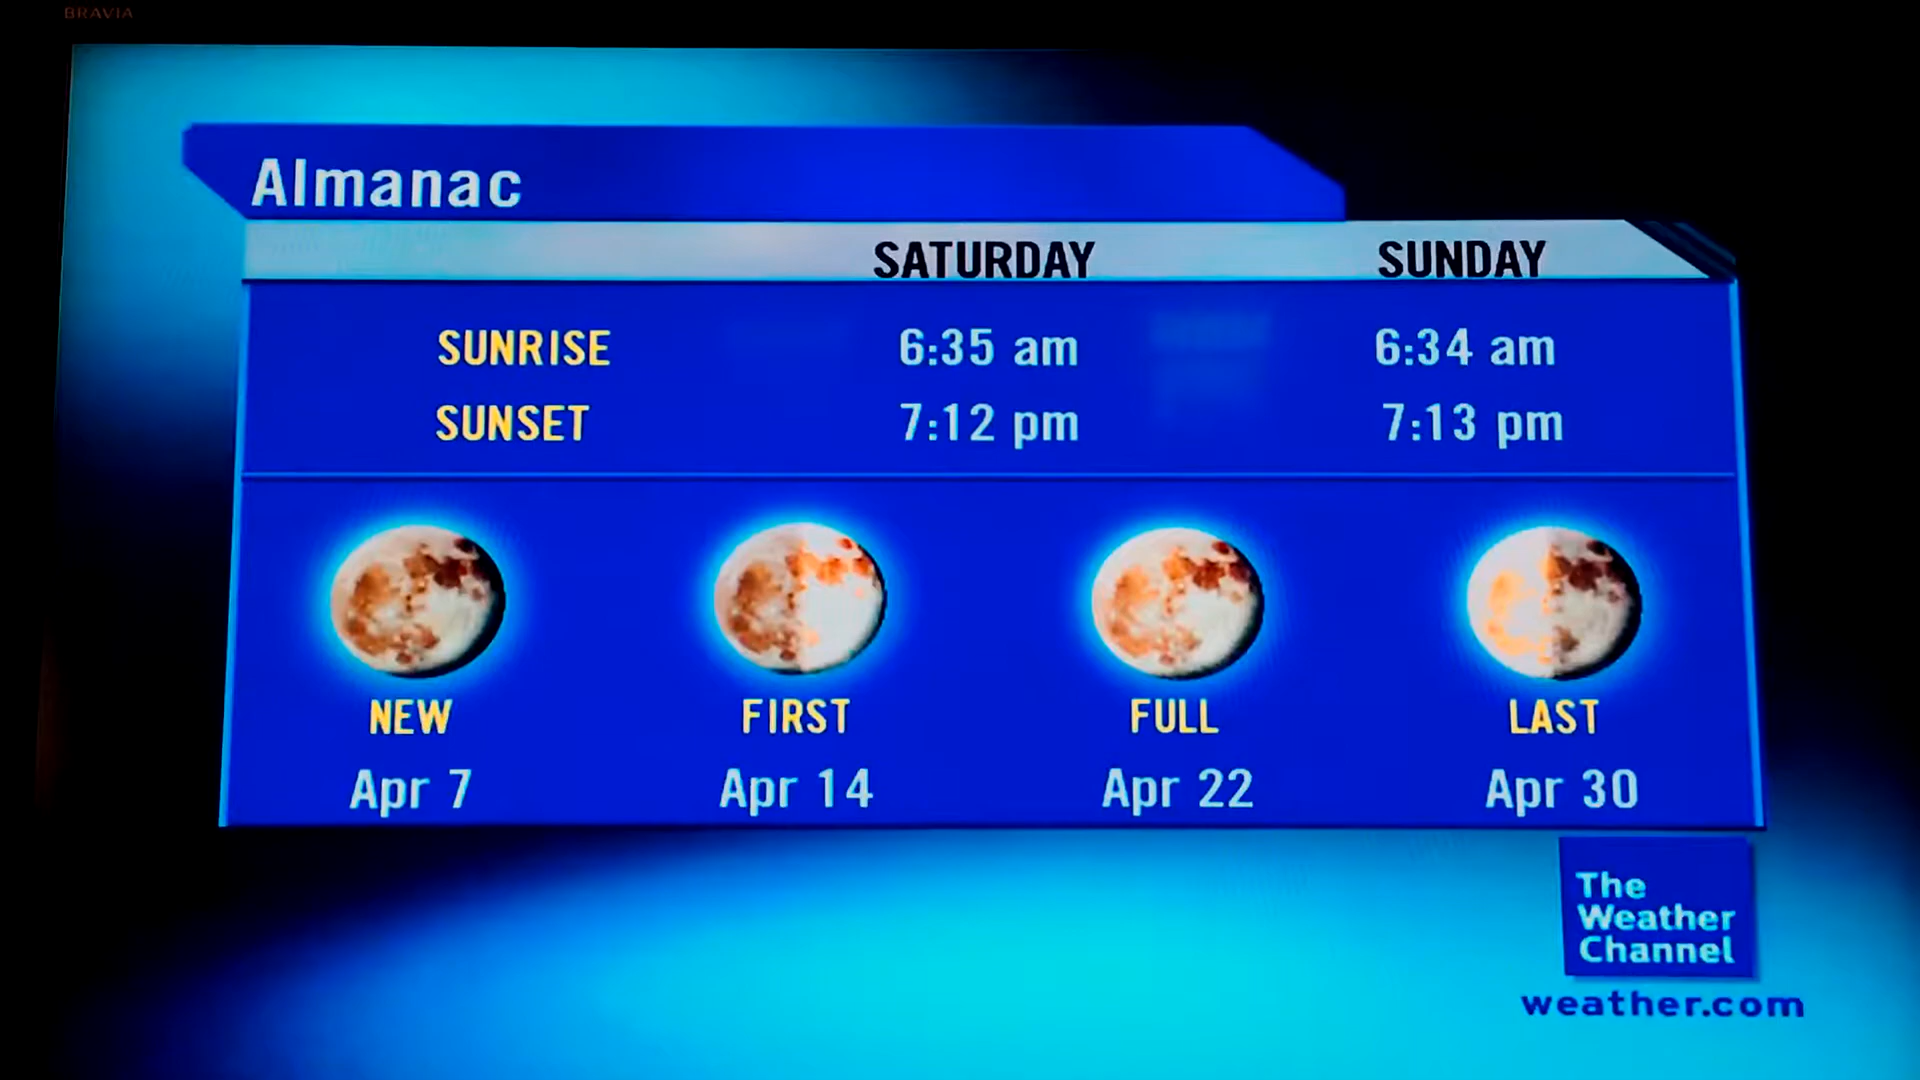 BRAVIA
Almanac
SATURDAY SUNDAY
SUNRISE 6:35 am 6:34 am
SUNSET 7:12 pm 7:13 pm
NEW FIRST FULL LAST
Apr 7 Apr 14 Apr 22 Apr 30
The
Weather
Channel
weather.com